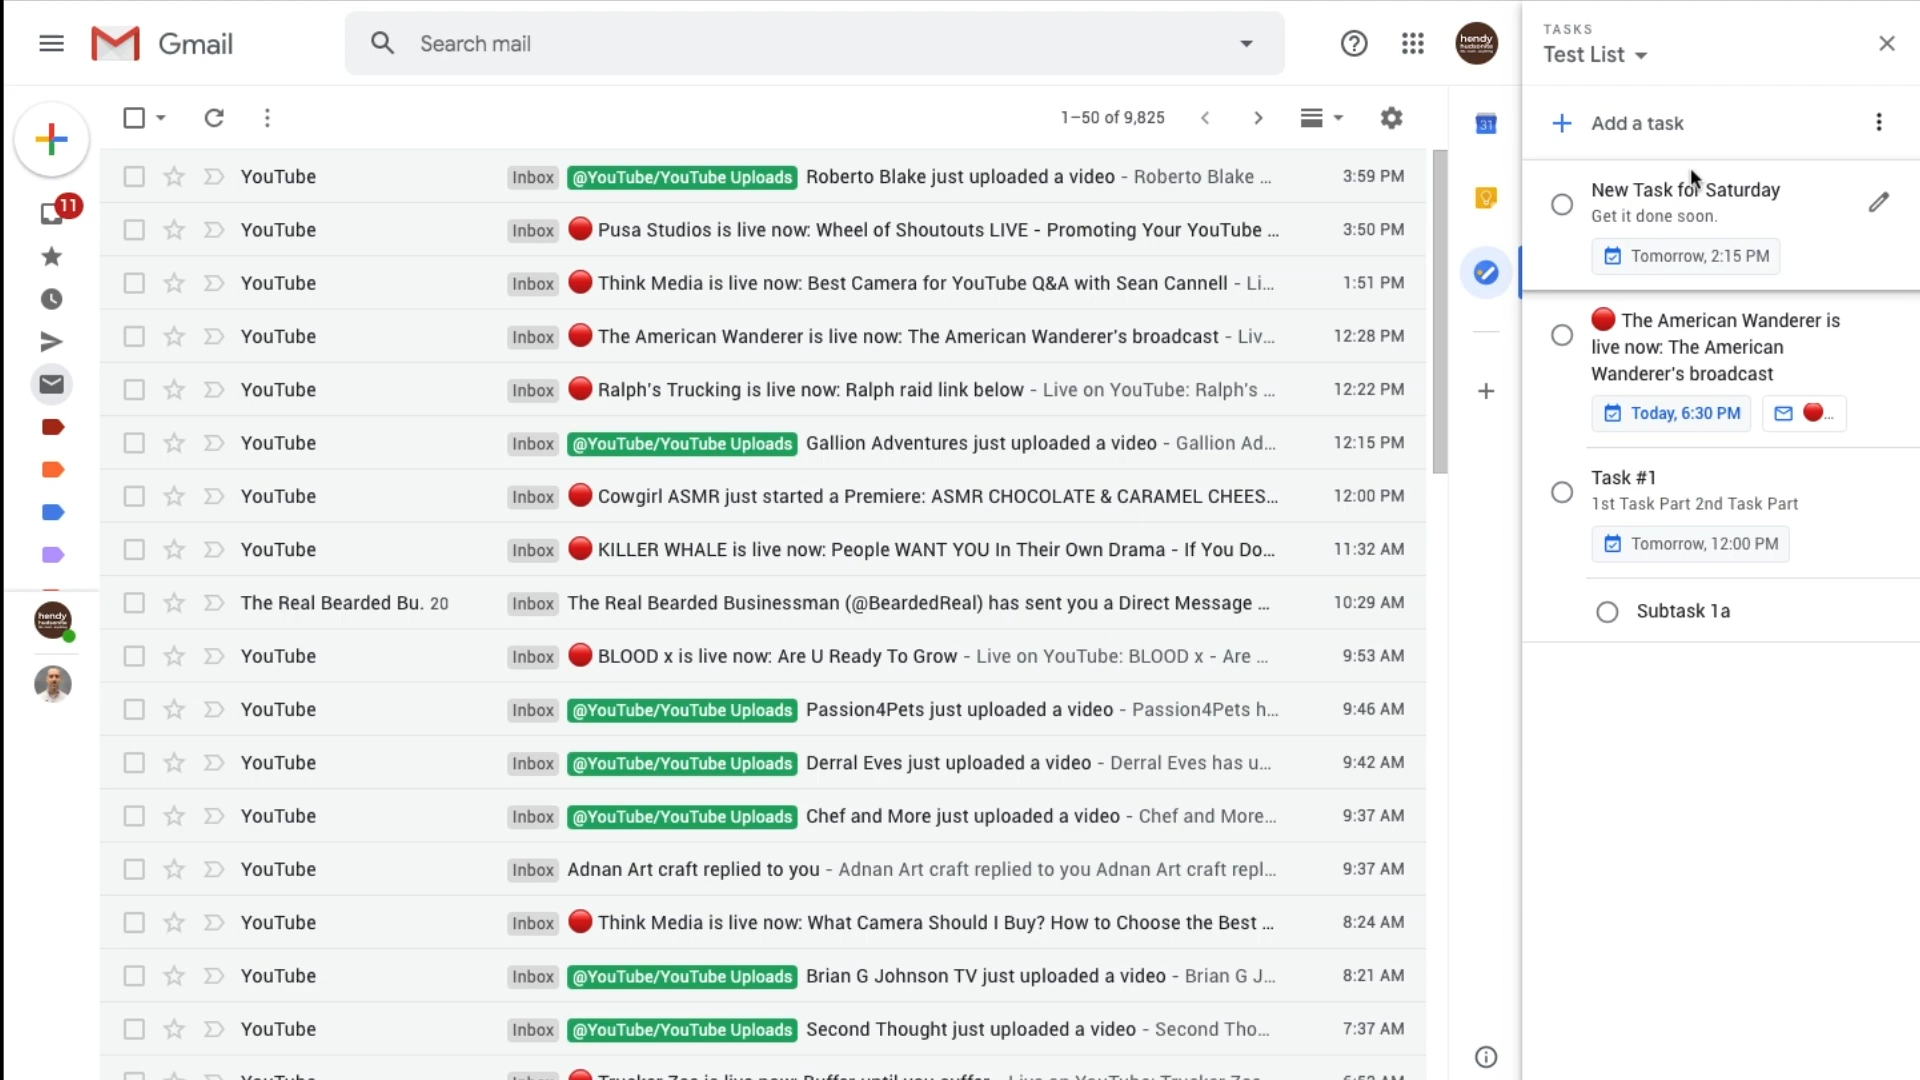 Gmail
Search mail
hendy hudsonite
TASKS
Test List
1–50 of 9,825
31
Add a task
11
YouTube Inbox @YouTube/YouTube Uploads Roberto Blake just uploaded a video - Roberto Blake ... 3:59 PM
YouTube Inbox 🔴 Pusa Studios is live now: Wheel of Shoutouts LIVE - Promoting Your YouTube ... 3:50 PM
YouTube Inbox 🔴 Think Media is live now: Best Camera for YouTube Q&A with Sean Cannell - Li... 1:51 PM
YouTube Inbox 🔴 The American Wanderer is live now: The American Wanderer's broadcast - Liv... 12:28 PM
YouTube Inbox 🔴 Ralph's Trucking is live now: Ralph raid link below - Live on YouTube: Ralph's ... 12:22 PM
YouTube Inbox @YouTube/YouTube Uploads Gallion Adventures just uploaded a video - Gallion Ad... 12:15 PM
YouTube Inbox 🔴 Cowgirl ASMR just started a Premiere: ASMR CHOCOLATE & CARAMEL CHEES... 12:00 PM
YouTube Inbox 🔴 KILLER WHALE is live now: People WANT YOU In Their Own Drama - If You Do... 11:32 AM
The Real Bearded Bu. 20 Inbox The Real Bearded Businessman (@BeardedReal) has sent you a Direct Message ... 10:29 AM
YouTube Inbox 🔴 BLOOD x is live now: Are U Ready To Grow - Live on YouTube: BLOOD x - Are ... 9:53 AM
YouTube Inbox @YouTube/YouTube Uploads Passion4Pets just uploaded a video - Passion4Pets h... 9:46 AM
YouTube Inbox @YouTube/YouTube Uploads Derral Eves just uploaded a video - Derral Eves has u... 9:42 AM
YouTube Inbox @YouTube/YouTube Uploads Chef and More just uploaded a video - Chef and More... 9:37 AM
YouTube Inbox Adnan Art craft replied to you - Adnan Art craft replied to you Adnan Art craft repl... 9:37 AM
YouTube Inbox 🔴 Think Media is live now: What Camera Should I Buy? How to Choose the Best ... 8:24 AM
YouTube Inbox @YouTube/YouTube Uploads Brian G Johnson TV just uploaded a video - Brian G J... 8:21 AM
YouTube Inbox @YouTube/YouTube Uploads Second Thought just uploaded a video - Second Tho... 7:37 AM
hendy hudsonite
New Task for Saturday
Get it done soon.
Tomorrow, 2:15 PM
🔴 The American Wanderer is
live now: The American
Wanderer's broadcast
Today, 6:30 PM 🔴...
Task #1
1st Task Part 2nd Task Part
Tomorrow, 12:00 PM
Subtask 1a